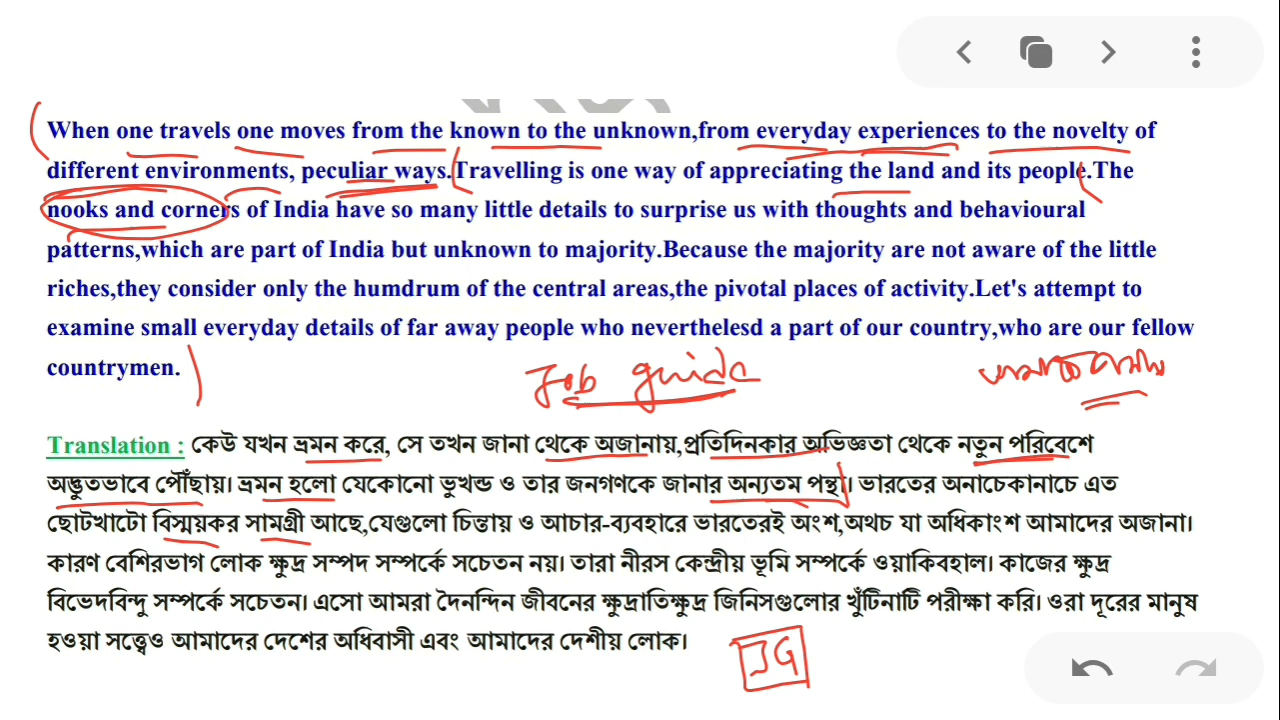 When one travels one moves from the known to the unknown,from everyday experiences to the novelty of
different environments, peculiar ways.Travelling is one way of appreciating the land and its people.The
nooks and corners of India have so many little details to surprise us with thoughts and behavioural
patterns,which are part of India but unknown to majority.Because the majority are not aware of the little
riches,they consider only the humdrum of the central areas,the pivotal places of activity.Let's attempt to
examine small everyday details of far away people who neverthelesd a part of our country,who are our fellow
countrymen.
Job guide
Translation : কেউ যখন ভ্রমন করে, সে তখন জানা থেকে অজানায়,প্রতিদিনকার অভিজ্ঞতা থেকে নতুন পরিবেশে
অদ্ভুতভাবে পৌঁছায়। ভ্রমন হলো যেকোনো ভুখন্ড ও তার জনগণকে জানার অন্যতম পন্থা। ভারতের অনাচেকানাচে এত
ছোটখাটো বিস্ময়কর সামগ্রী আছে,যেগুলো চিন্তায় ও আচার-ব্যবহারে ভারতেরই অংশ,অথচ যা অধিকাংশ আমাদের অজানা।
কারণ বেশিরভাগ লোক ক্ষুদ্র সম্পদ সম্পর্কে সচেতন নয়। তারা নীরস কেন্দ্রীয় ভূমি সম্পর্কে ওয়াকিবহাল। কাজের ক্ষুদ্র
বিভেদবিন্দু সম্পর্কে সচেতন। এসো আমরা দৈনন্দিন জীবনের ক্ষুদ্রাতিক্ষুদ্র জিনিসগুলোর খুঁটিনাটি পরীক্ষা করি। ওরা দূরের মানুষ
হওয়া সত্ত্বেও আমাদের দেশের অধিবাসী এবং আমাদের দেশীয় লোক।
JG